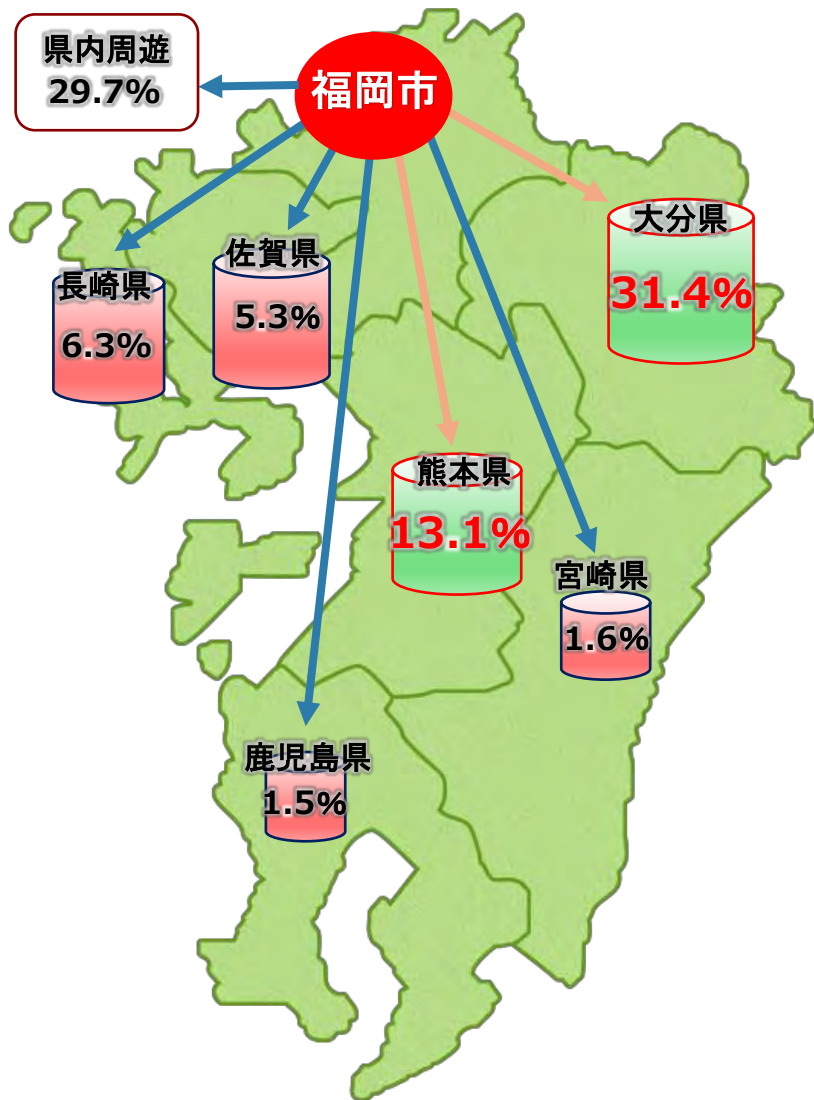 県内周遊
29.7%
福岡市
大分県
31.4%
佐賀県
5.3%
長崎県
6.3%
熊本県
13.1%
宮崎県
1.6%
鹿児島県
1.5%